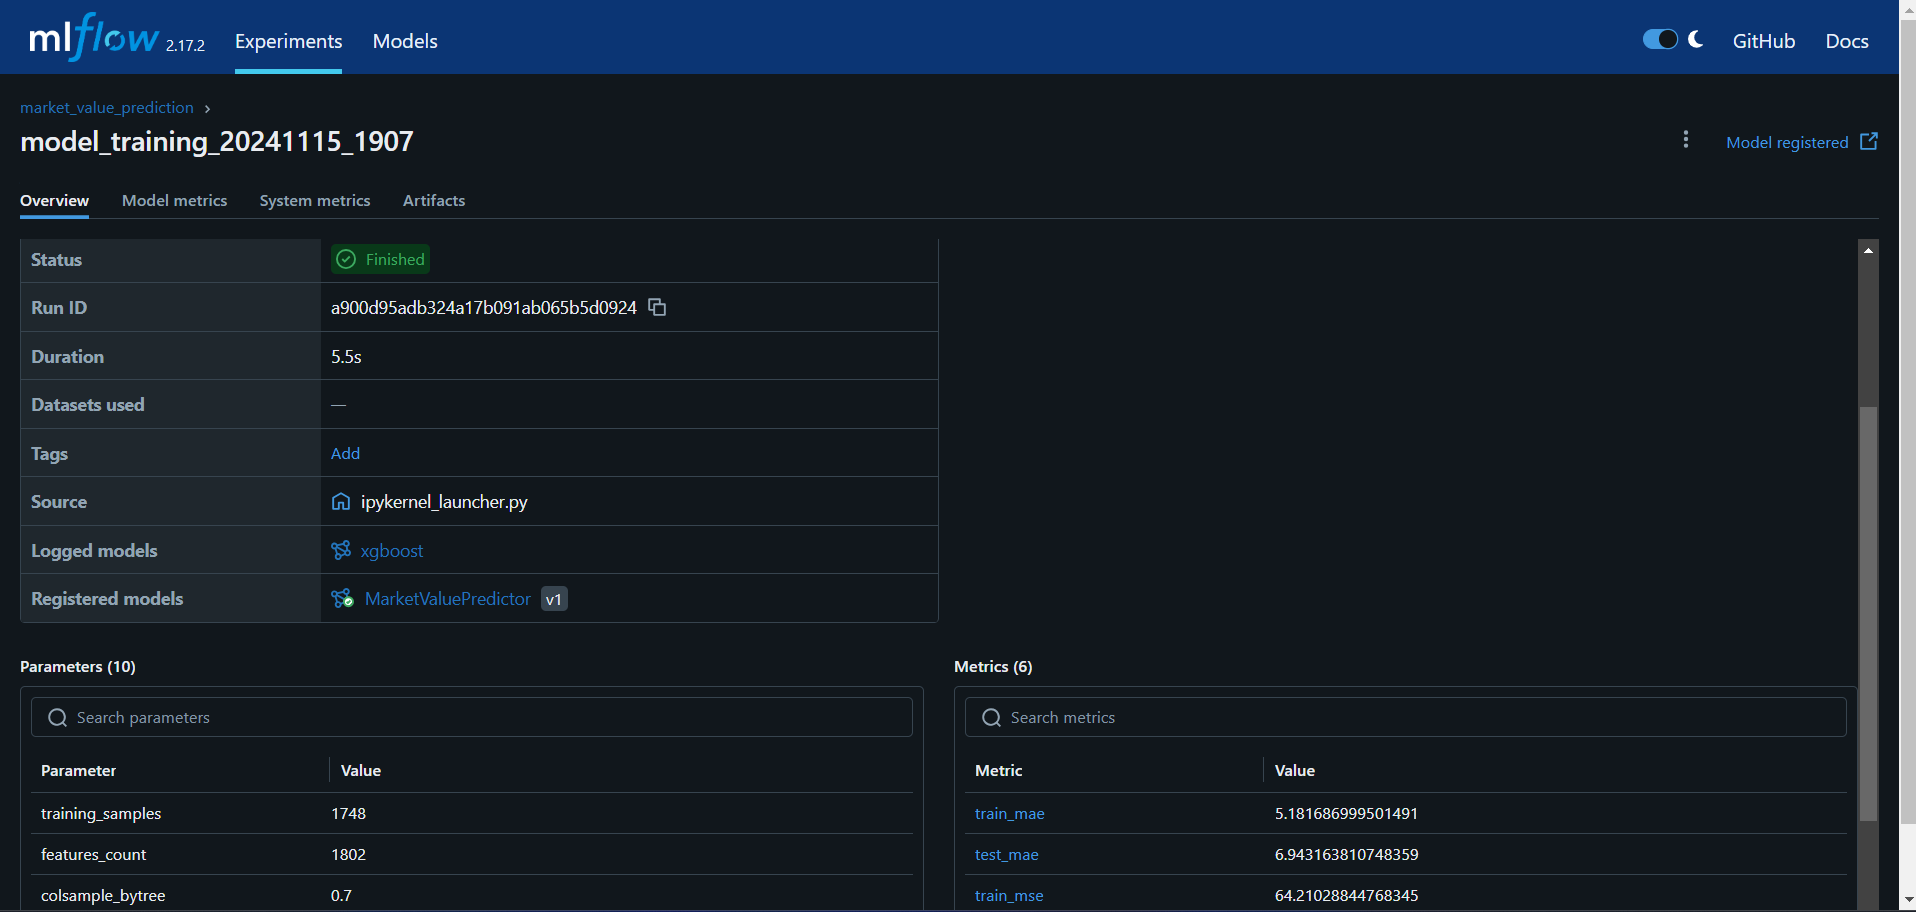 mlflow 2.17.2 Experiments Models GitHub Docs
market_value_prediction
model_training_20241115_1907
Model registered
Overview Model metrics System metrics Artifacts
Status Finished
Run ID a900d95adb324a17b091ab065b5d0924
Duration 5.5s
Datasets used —
Tags Add
Source ipykernel_launcher.py
Logged models xgboost
Registered models MarketValuePredictor v1
Parameters (10)
Search parameters
Parameter Value
training_samples 1748
features_count 1802
colsample_bytree 0.7
Metrics (6)
Search metrics
Metric Value
train_mae 5.181686999501491
test_mae 6.943163810748359
train_mse 64.21028844768345